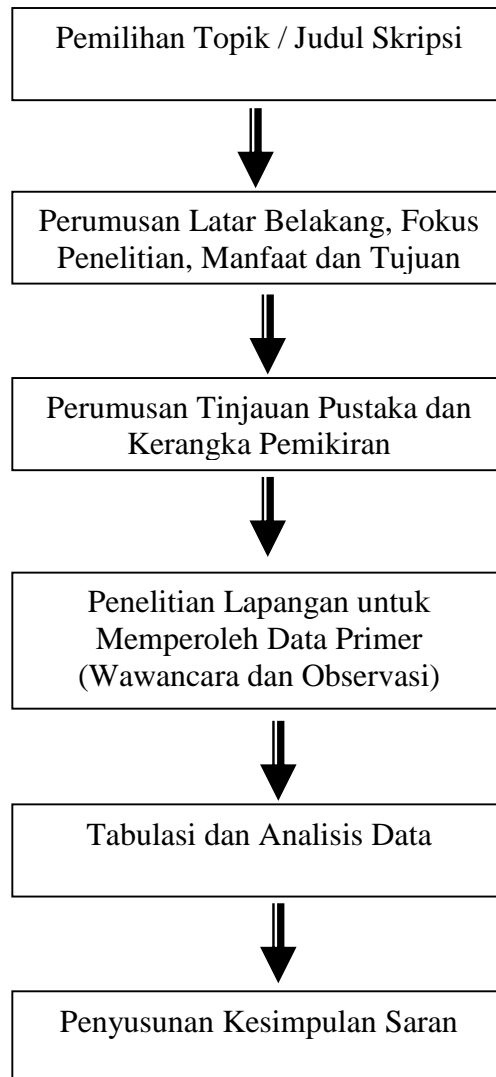 Pemilihan Topik / Judul Skripsi
Perumusan Latar Belakang, Fokus
Penelitian, Manfaat dan Tujuan
Perumusan Tinjauan Pustaka dan
Kerangka Pemikiran
Penelitian Lapangan untuk
Memperoleh Data Primer
(Wawancara dan Observasi)
Tabulasi dan Analisis Data
Penyusunan Kesimpulan Saran